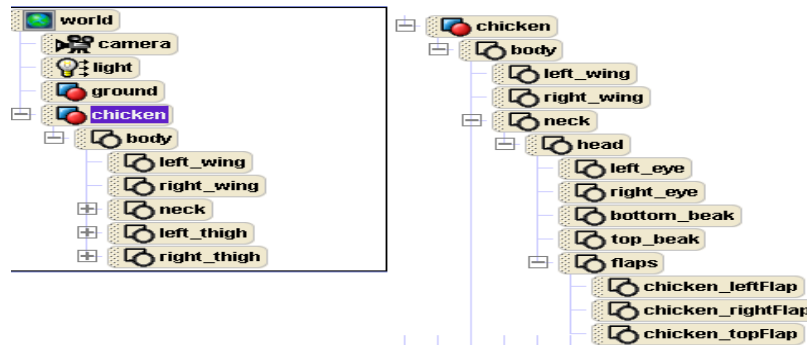 world
camera
light
ground
chicken
body
left_wing
right_wing
neck
left_thigh
right_thigh
chicken
body
left_wing
right_wing
neck
head
left_eye
right_eye
bottom_beak
top_beak
flaps
chicken_leftFlap
chicken_rightFlap
chicken_topFlap